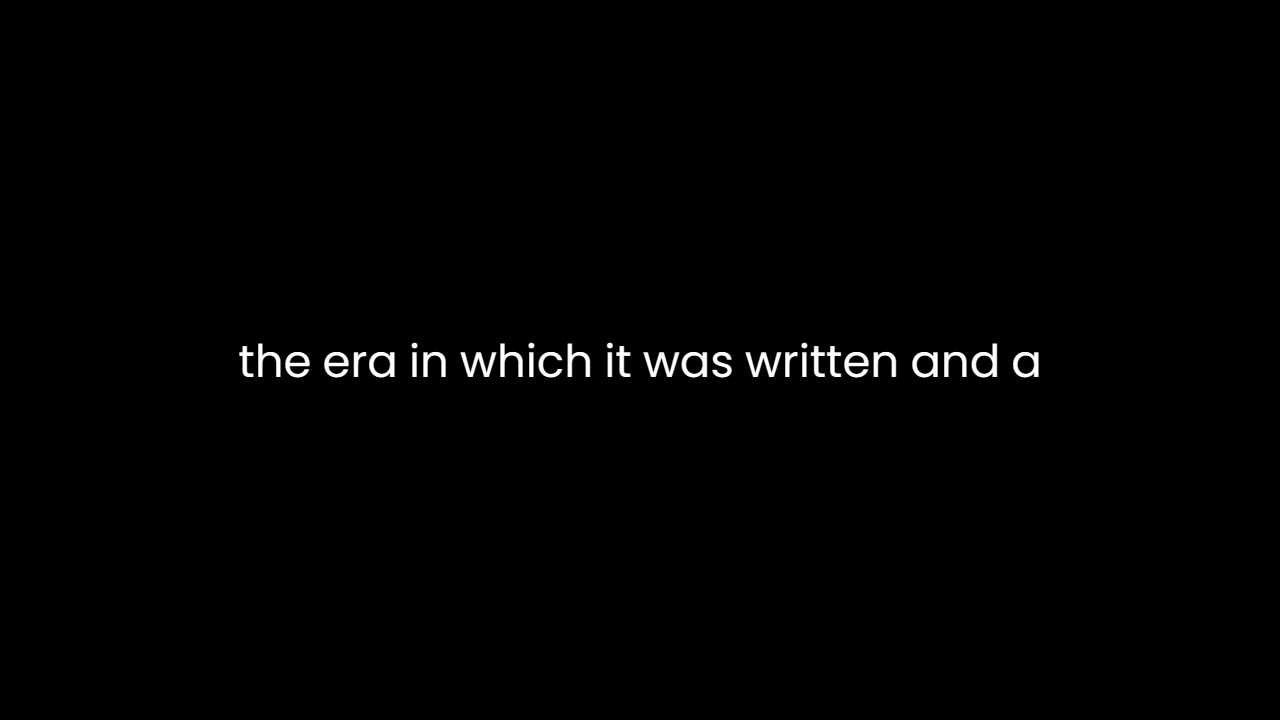 the era in which it was written and a